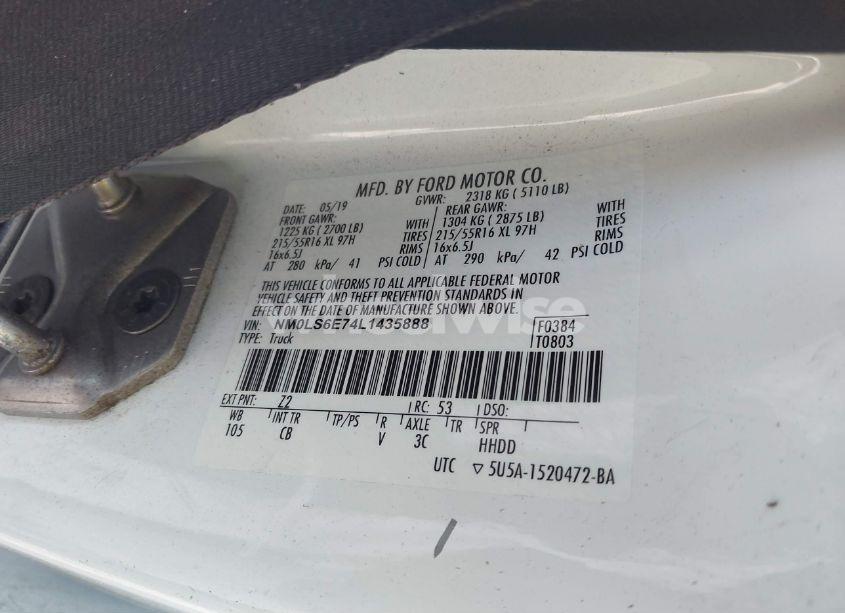 MFD. BY FORD MOTOR CO.
DATE: 05/19 GVWR: 2318 KG ( 5110 LB)
FRONT GAWR: REAR GAWR:
1225 KG ( 2700 LB) WITH 1304 KG ( 2875 LB) WITH
215/55R16 XL 97H TIRES 215/55R16 XL 97H TIRES
16x6.5J RIMS 16x6.5J RIMS
AT 280 kPa/ 41 PSI COLD AT 290 kPa/ 42 PSI COLD
THIS VEHICLE CONFORMS TO ALL APPLICABLE FEDERAL MOTOR
VEHICLE SAFETY AND THEFT PREVENTION STANDARDS IN
EFFECT ON THE DATE OF MANUFACTURE SHOWN ABOVE.
VIN: NM0LS6E74L1435888 F0384
TYPE: Truck T0803
EXT PNT: Z2 RC: 53 DSO:
WB INT TR TP/PS R AXLE TR SPR
105 CB V 3C HHDD
UTC ▽ 5U5A-1520472-BA